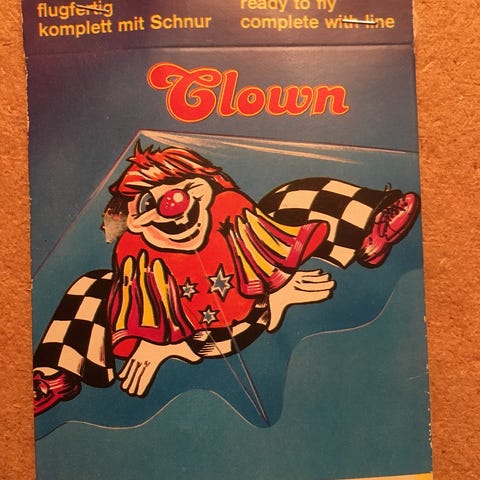 flugfertig
ready to fly
komplett mit Schnur
complete with line
Clown